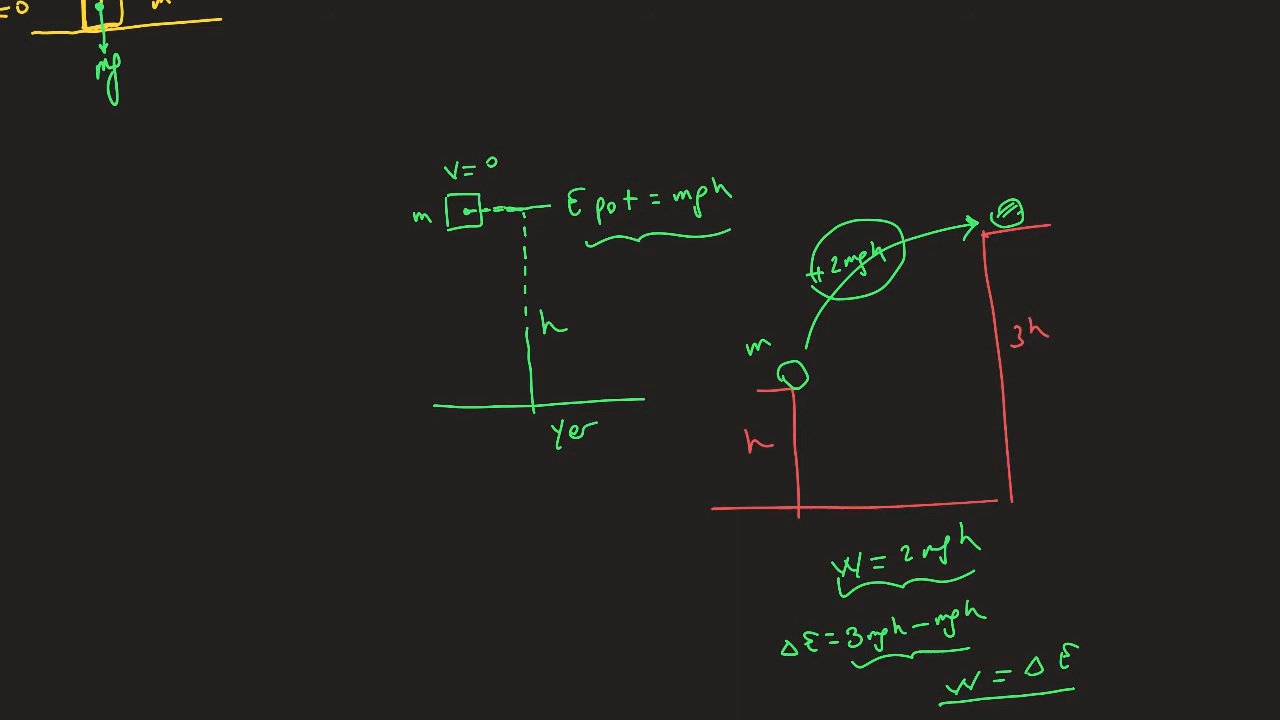 =0
m
mg
v=0
m
Epot = mgh
h
yer
+2mgh
m
h
3h
W = 2mgh
ΔE = 3mgh - mgh
W = ΔE